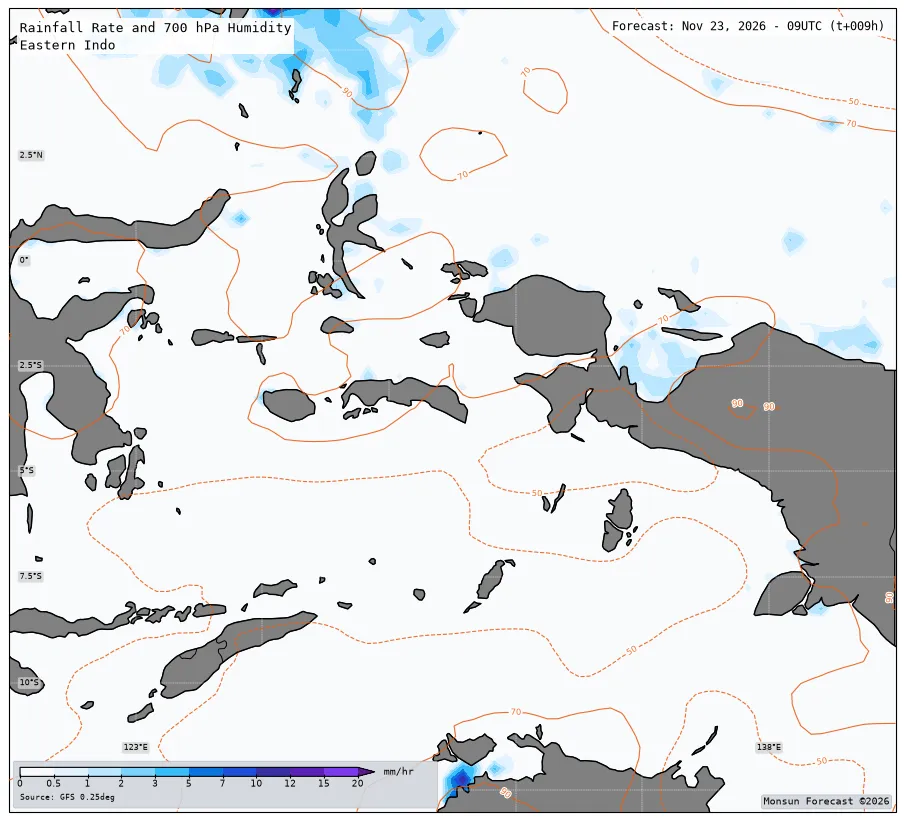 Rainfall Rate and 700 hPa Humidity
Eastern Indo
Forecast: Nov 23, 2026 - 09UTC (t+009h)
70
90
50
70
70
2.5°N
0°
70
70
2.5°S
90
90
5°S
50
7.5°S
90
50
10°S
70
123°E
138°E
50
90
0 0.5 1 2 3 5 7 10 12 15 20 mm/hr
Source: GFS 0.25deg
Monsun Forecast ©2026